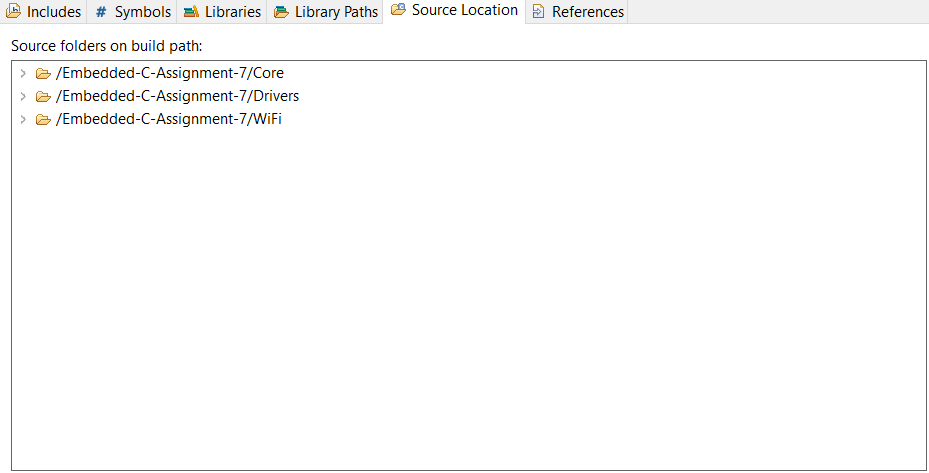 Includes # Symbols Libraries Library Paths Source Location References
Source folders on build path:
/Embedded-C-Assignment-7/Core
/Embedded-C-Assignment-7/Drivers
/Embedded-C-Assignment-7/WiFi